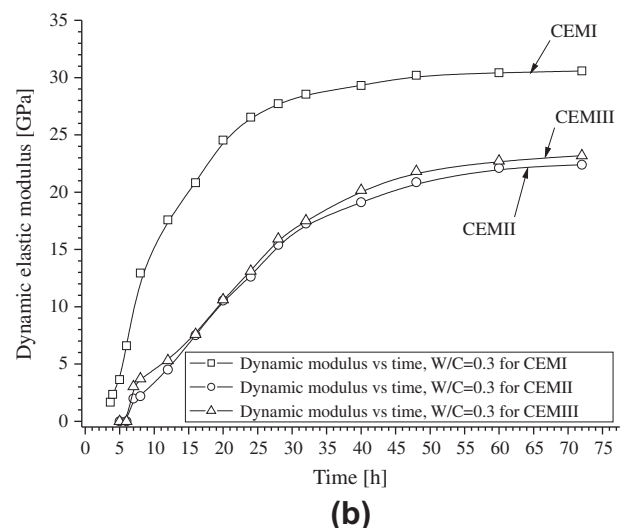 Dynamic elastic modulus [GPa]
35
30
25
20
15
10
5
0
CEMI
CEMIII
CEMII
Dynamic modulus vs time, W/C=0.3 for CEMI
Dynamic modulus vs time, W/C=0.3 for CEMII
Dynamic modulus vs time, W/C=0.3 for CEMIII
0 5 10 15 20 25 30 35 40 45 50 55 60 65 70 75
Time [h]
(b)